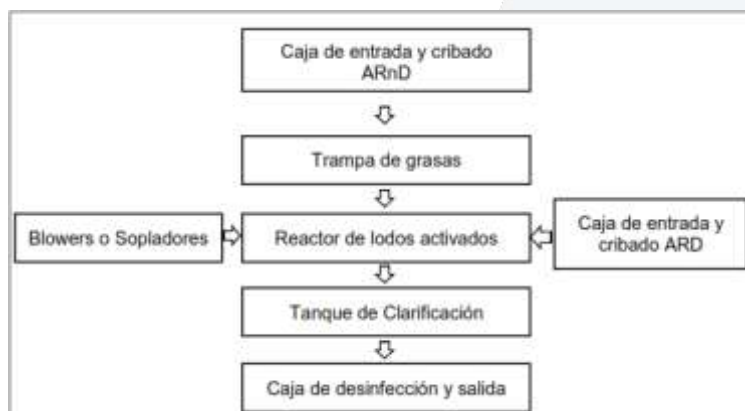 Caja de entrada y cribado
ARnD
Trampa de grasas
Blowers o Sopladores
Reactor de lodos activados
Caja de entrada y
cribado ARD
Tanque de Clarificación
Caja de desinfección y salida